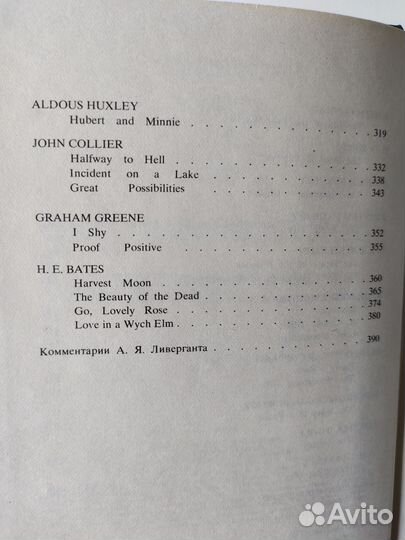 ALDOUS HUXLEY
Hubert and Minnie . . . . . . . . . . . . . 319
JOHN COLLIER
Halfway to Hell . . . . . . . . . . . . . 332
Incident on a Lake . . . . . . . . . . . . 338
Great Possibilities . . . . . . . . . . . . 343
GRAHAM GREENE
I Shy . . . . . . . . . . . . . . . . 352
Proof Positive . . . . . . . . . . . . . 355
H. E. BATES
Harvest Moon . . . . . . . . . . . . . 360
The Beauty of the Dead . . . . . . . . . . . 365
Go, Lovely Rose . . . . . . . . . . . . . 374
Love in a Wych Elm . . . . . . . . . . . . 380
Комментарии А. Я. Ливерганта . . . . . . . . . . . 390
Avito